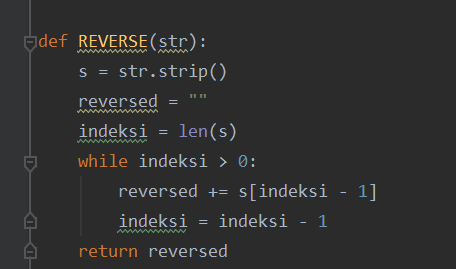 def REVERSE(str):
    s = str.strip()
    reversed = ""
    indeksi = len(s)
    while indeksi > 0:
        reversed += s[indeksi - 1]
        indeksi = indeksi - 1
    return reversed